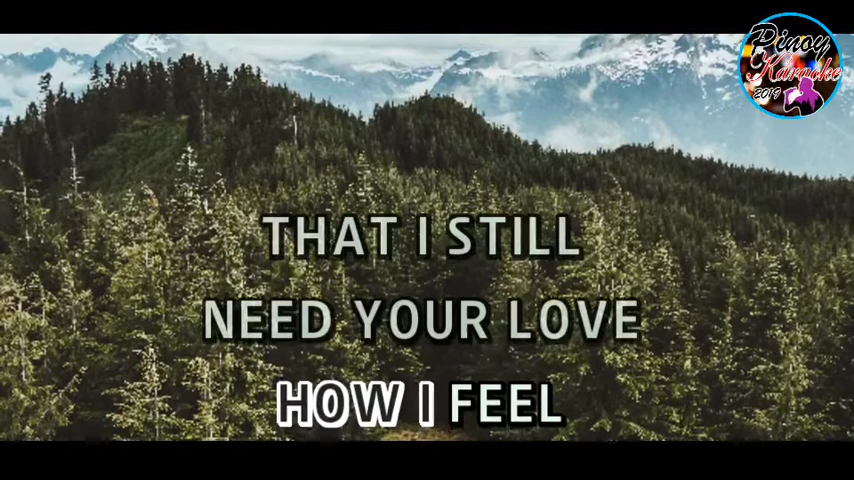 Pinoy
Karaoke
2019
THAT I STILL
NEED YOUR LOVE
HOW I FEEL